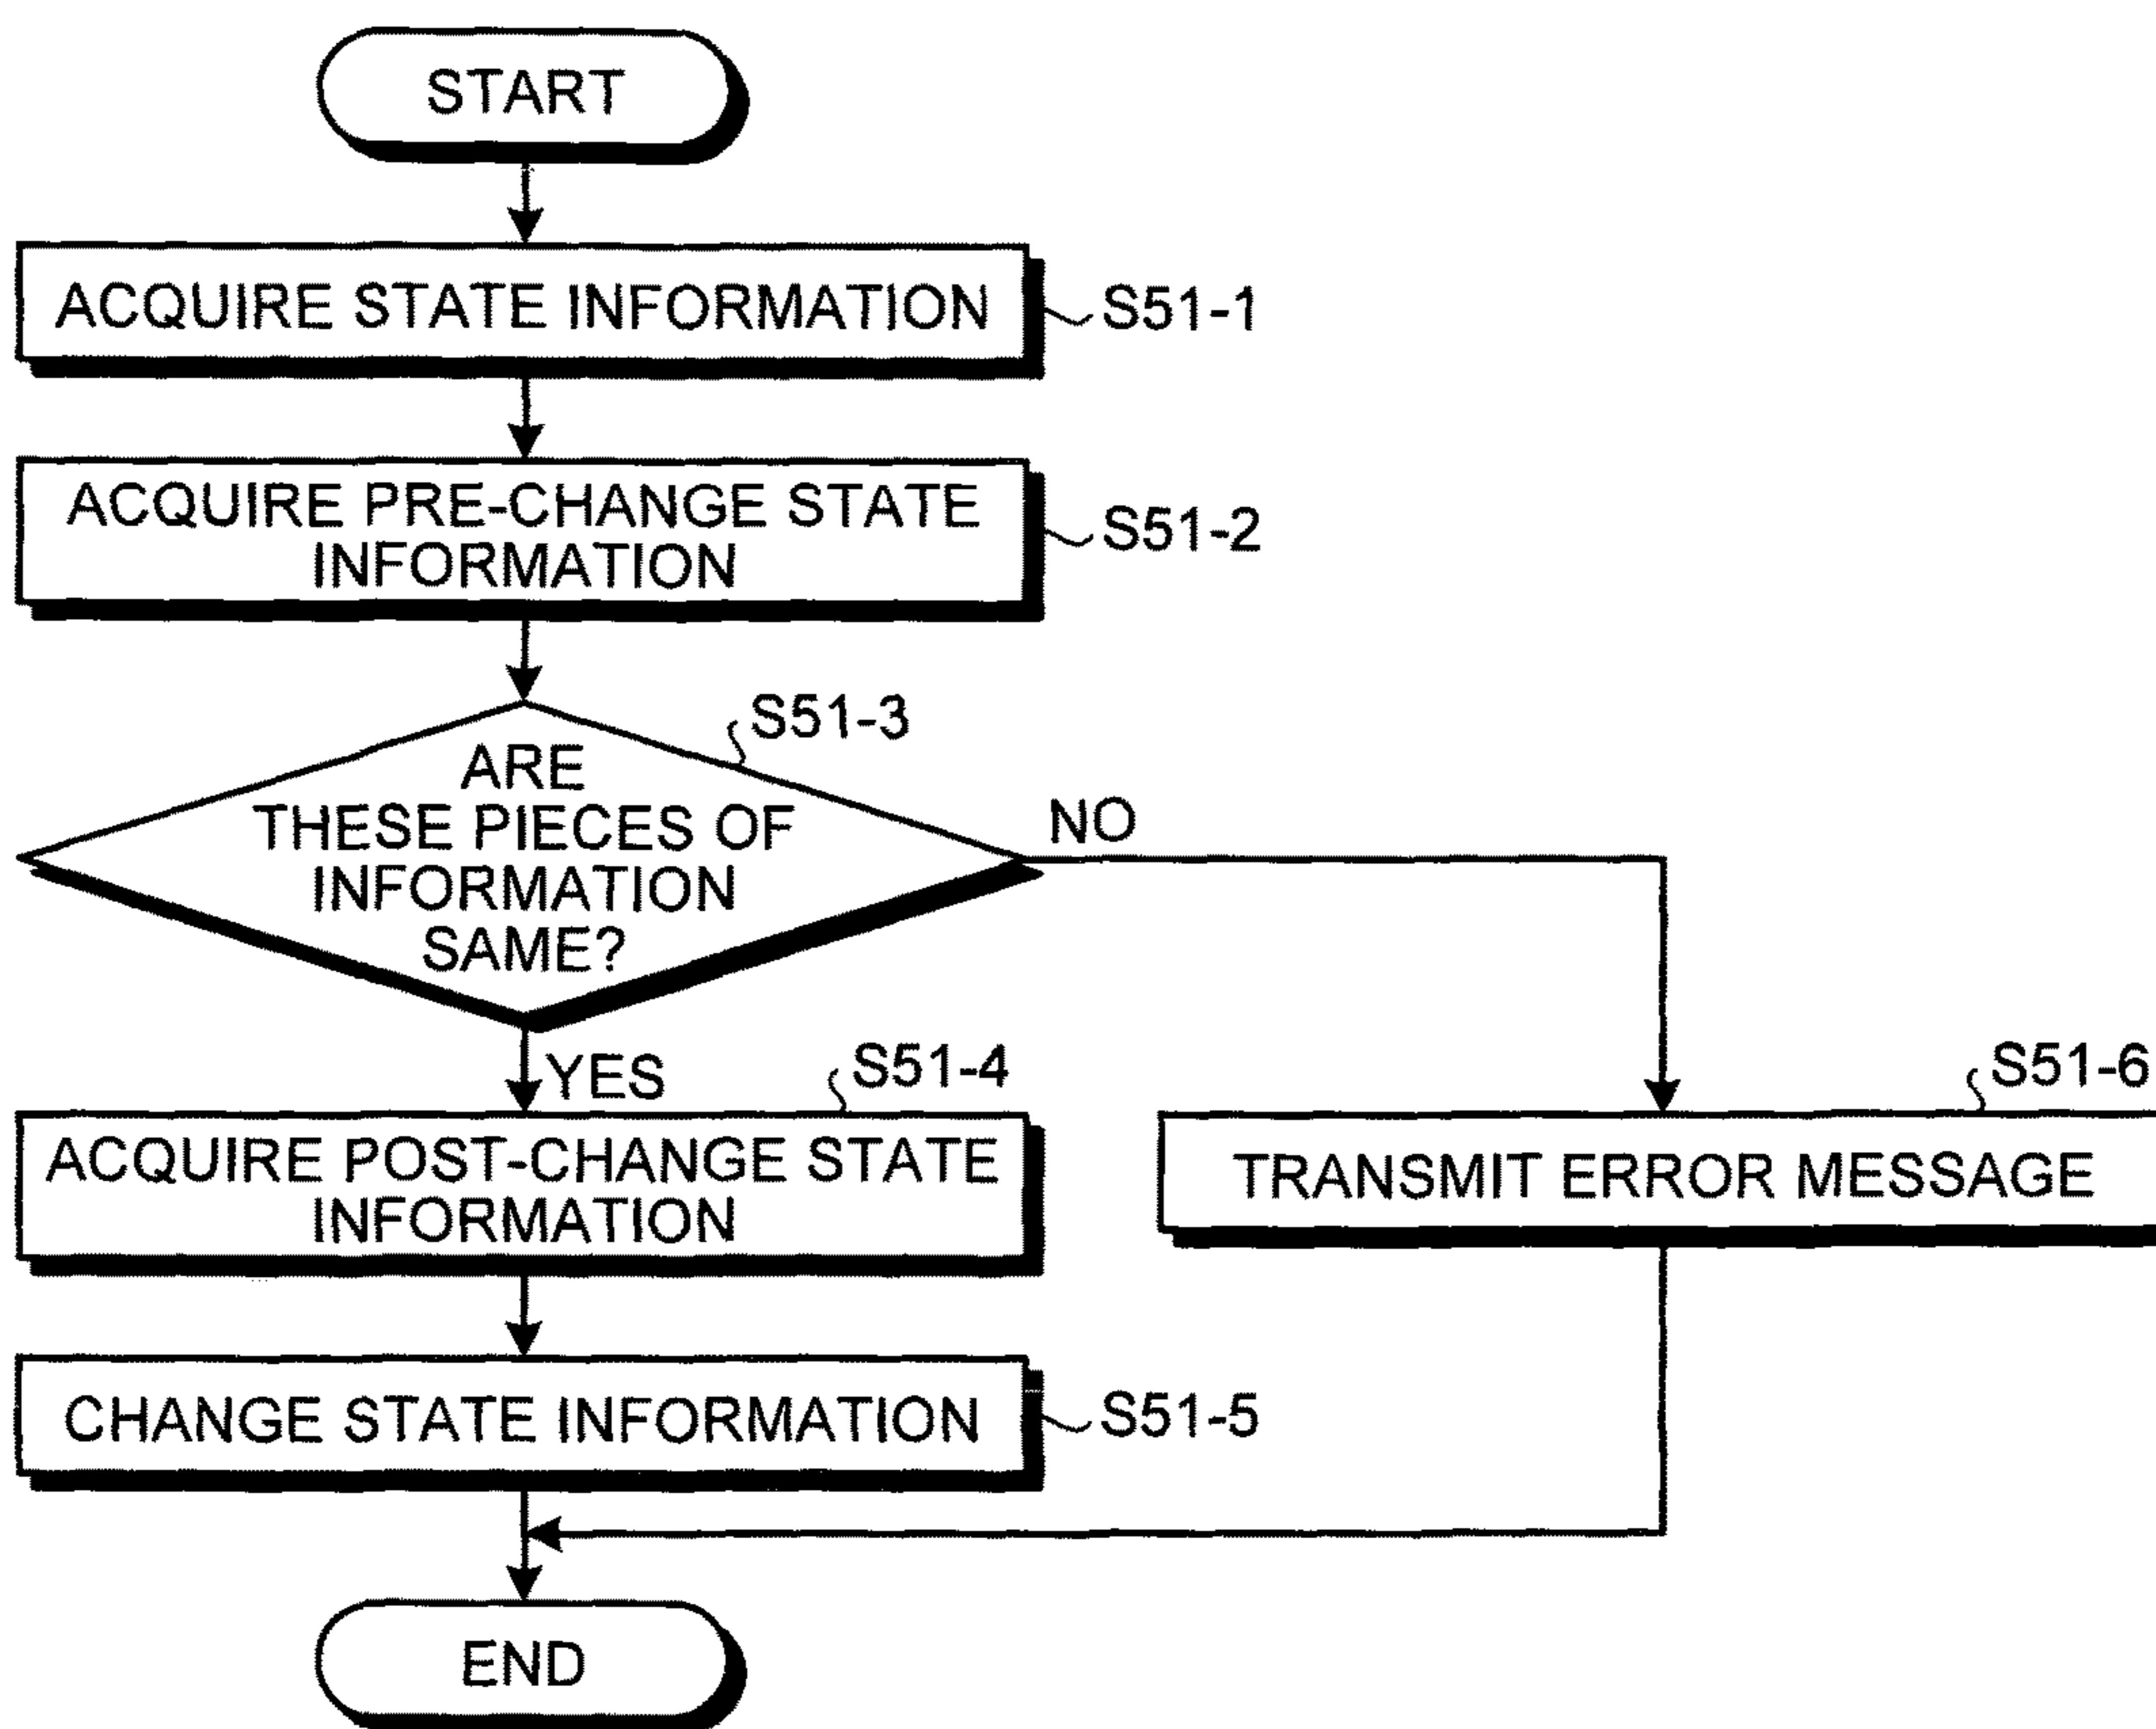 START
ACQUIRE STATE INFORMATION
S51-1
ACQUIRE PRE-CHANGE STATE
INFORMATION
S51-2
S51-3
ARE
THESE PIECES OF
INFORMATION
SAME?
NO
YES
S51-4
ACQUIRE POST-CHANGE STATE
INFORMATION
S51-6
TRANSMIT ERROR MESSAGE
CHANGE STATE INFORMATION
S51-5
END